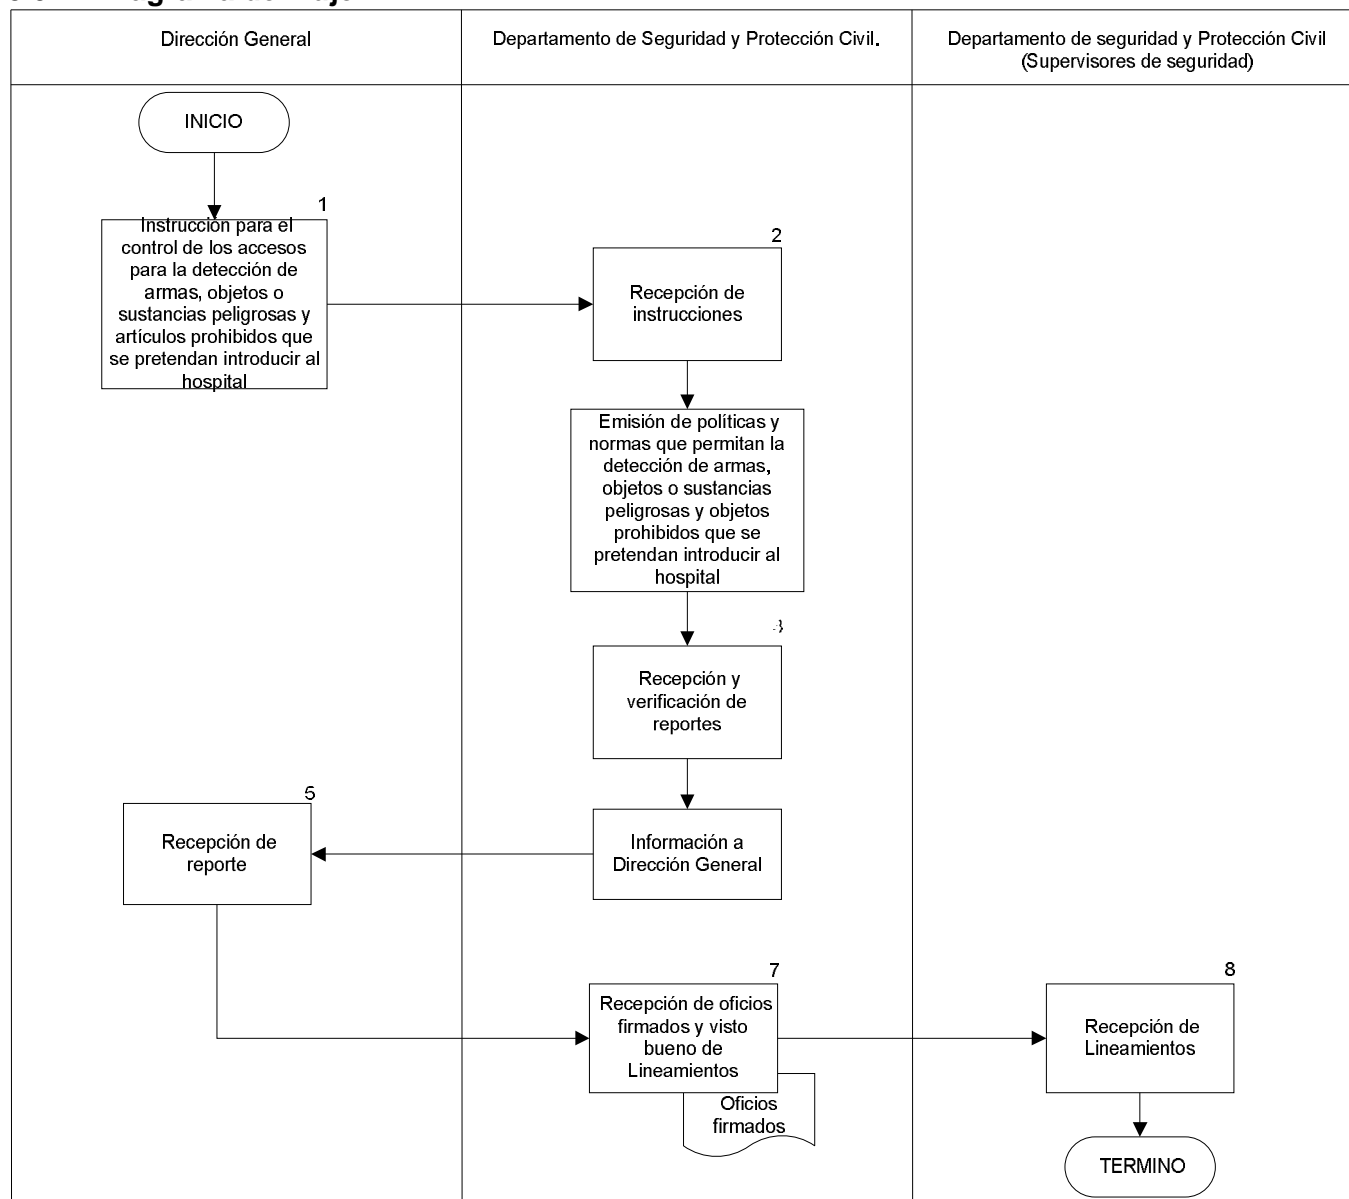 Dirección General
Departamento de Seguridad y Protección Civil.
Departamento de seguridad y Protección Civil
(Supervisores de seguridad)
INICIO
1
Instrucción para el
control de los accesos
para la detección de
armas, objetos o
sustancias peligrosas y
artículos prohibidos que
se pretendan introducir al
hospital
2
Recepción de
instrucciones
Emisión de políticas y
normas que permitan la
detección de armas,
objetos o sustancias
peligrosas y objetos
prohibidos que se
pretendan introducir al
hospital
Recepción y
verificación de
reportes
5
Recepción de
reporte
Información a
Dirección General
7
Recepción de oficios
firmados y visto
bueno de
Lineamientos
Oficios
firmados
8
Recepción de
Lineamientos
TERMINO